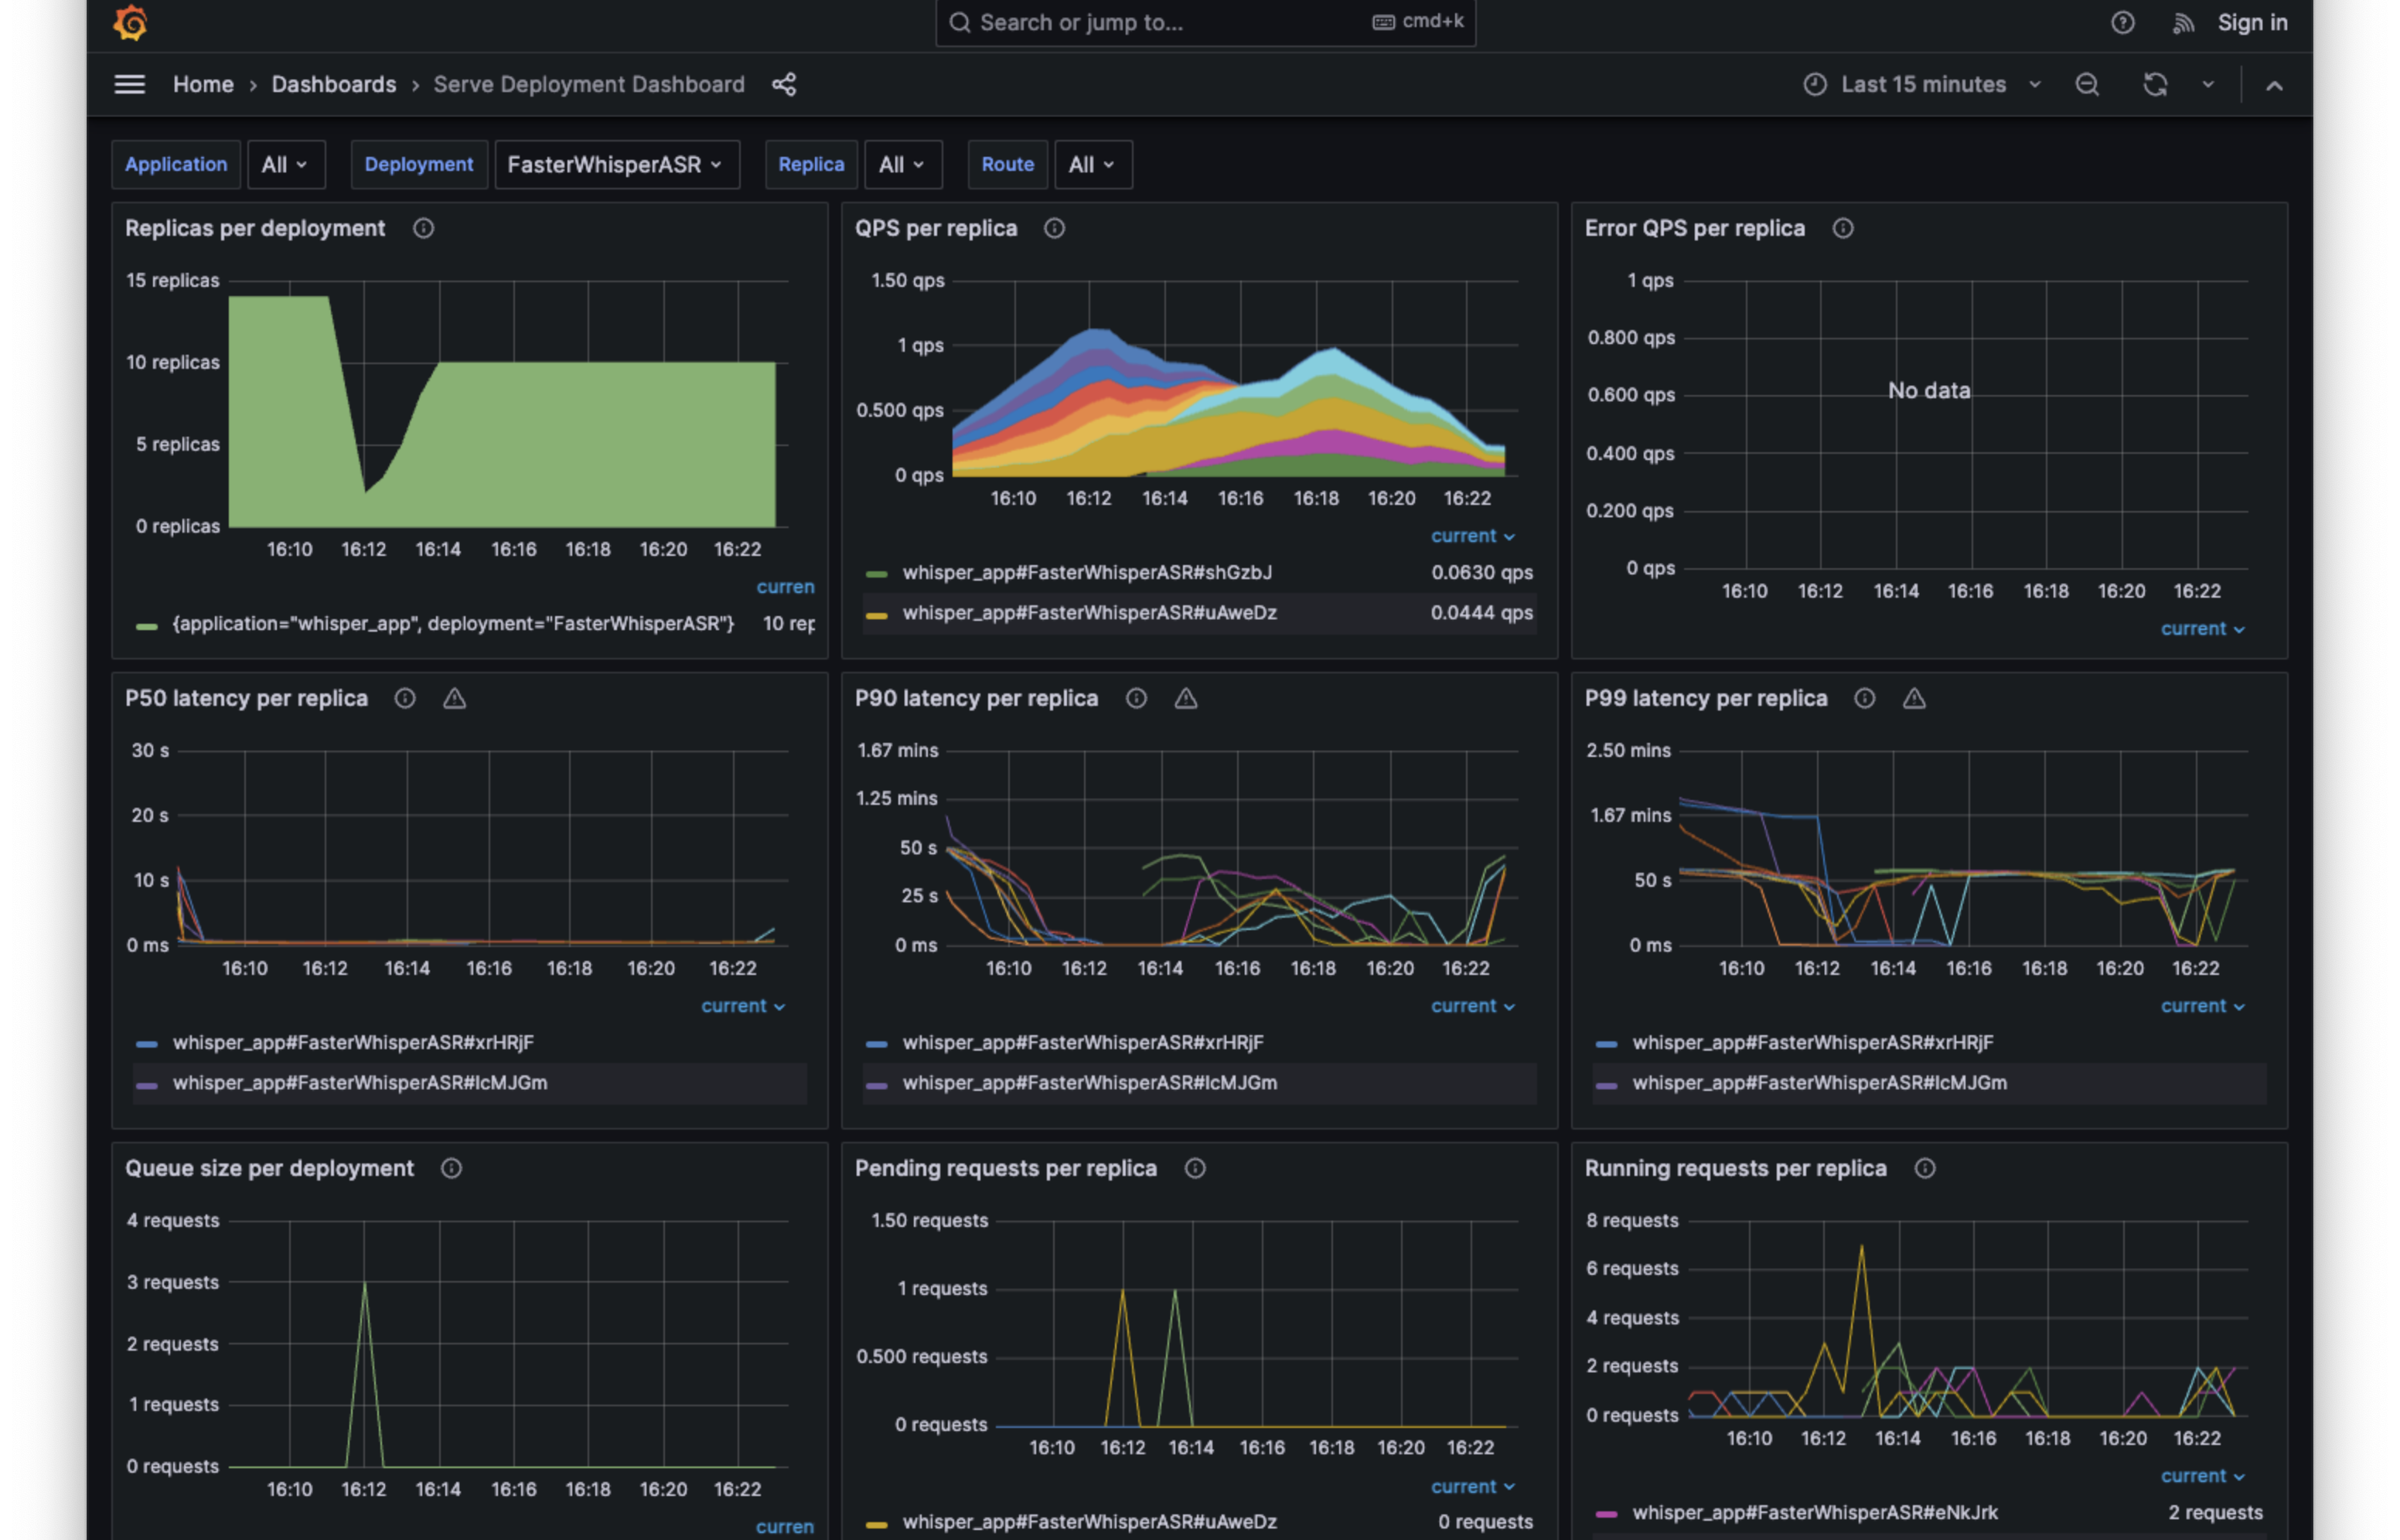 Search or jump to... cmd+k Sign in
Home › Dashboards › Serve Deployment Dashboard Last 15 minutes
Application All Deployment FasterWhisperASR Replica All Route All
Replicas per deployment
15 replicas
10 replicas
5 replicas
0 replicas
16:10 16:12 16:14 16:16 16:18 16:20 16:22
curren
{application="whisper_app", deployment="FasterWhisperASR"} 10 rep
QPS per replica
1.50 qps
1 qps
0.500 qps
0 qps
16:10 16:12 16:14 16:16 16:18 16:20 16:22
current
whisper_app#FasterWhisperASR#shGzbJ 0.0630 qps
whisper_app#FasterWhisperASR#uAweDz 0.0444 qps
Error QPS per replica
1 qps
0.800 qps
0.600 qps
0.400 qps
0.200 qps
0 qps
No data
16:10 16:12 16:14 16:16 16:18 16:20 16:22
current
P50 latency per replica
30 s
20 s
10 s
0 ms
16:10 16:12 16:14 16:16 16:18 16:20 16:22
current
whisper_app#FasterWhisperASR#xrHRjF
whisper_app#FasterWhisperASR#IcMJGm
P90 latency per replica
1.67 mins
1.25 mins
50 s
25 s
0 ms
16:10 16:12 16:14 16:16 16:18 16:20 16:22
current
whisper_app#FasterWhisperASR#xrHRjF
whisper_app#FasterWhisperASR#IcMJGm
P99 latency per replica
2.50 mins
1.67 mins
50 s
0 ms
16:10 16:12 16:14 16:16 16:18 16:20 16:22
current
whisper_app#FasterWhisperASR#xrHRjF
whisper_app#FasterWhisperASR#IcMJGm
Queue size per deployment
4 requests
3 requests
2 requests
1 requests
0 requests
16:10 16:12 16:14 16:16 16:18 16:20 16:22
curren
Pending requests per replica
1.50 requests
1 requests
0.500 requests
0 requests
16:10 16:12 16:14 16:16 16:18 16:20 16:22
current
whisper_app#FasterWhisperASR#uAweDz 0 requests
Running requests per replica
8 requests
6 requests
4 requests
2 requests
0 requests
16:10 16:12 16:14 16:16 16:18 16:20 16:22
current
whisper_app#FasterWhisperASR#eNkJrk 2 requests